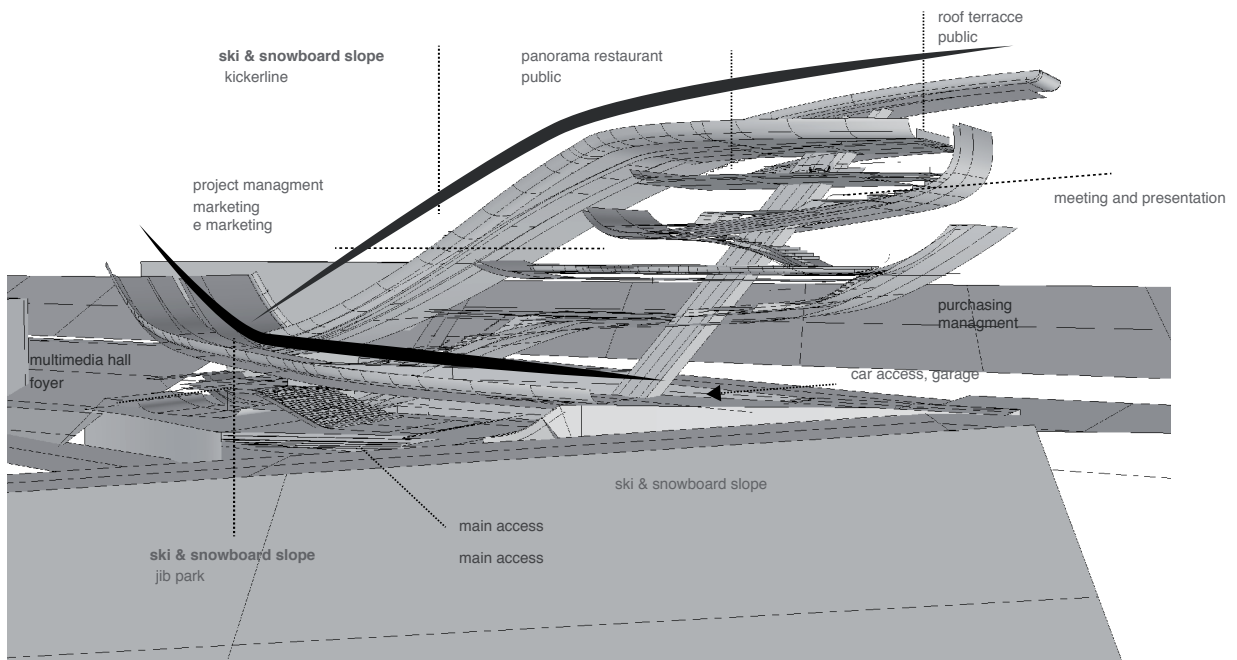 roof terracce
public
ski & snowboard slope
kickerline
panorama restaurant
public
project managment
marketing
e marketing
meeting and presentation
purchasing
managment
multimedia hall
foyer
car access, garage
ski & snowboard slope
main access
main access
ski & snowboard slope
jib park